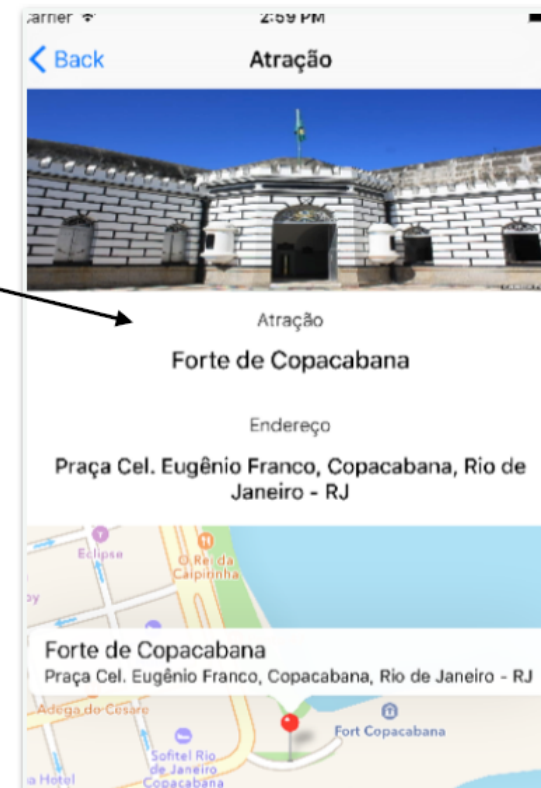 Carrier
2:59 PM
Back
Atração
Atração
Forte de Copacabana
Endereço
Praça Cel. Eugênio Franco, Copacabana, Rio de
Janeiro - RJ
Eclipse
O Rei da
Caipirinha
Forte de Copacabana
Praça Cel. Eugênio Franco, Copacabana, Rio de Janeiro - RJ
Adega do Cesare
Fort Copacabana
Sofitel Rio
de Janeiro
Copacabana
Hotel